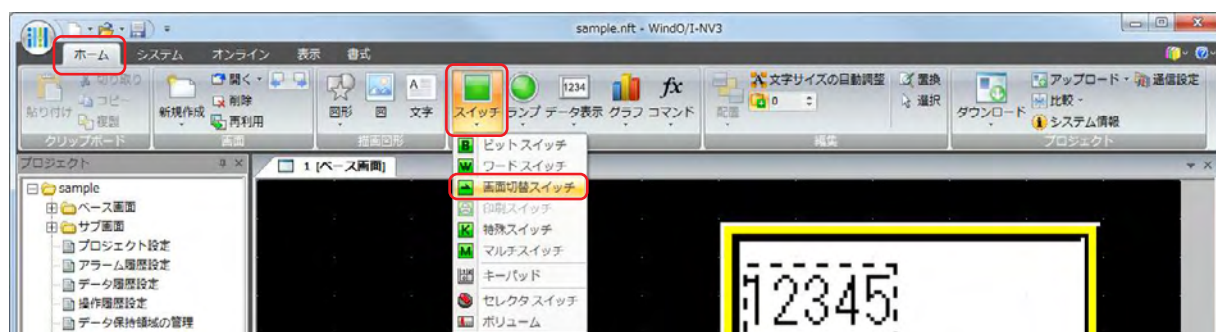 sample.nft - WindO/I-NV3
ホーム システム オンライン 表示 書式
貼り付け 切り取り コピー 複製 クリップボード
新規作成 開く 削除 再利用 画面
図形 図 文字 描画図形
スイッチ ランプ データ表示 グラフ コマンド
1234
fx
配置 文字サイズの自動調整 0 置換 選択 編集
ダウンロード アップロード 比較 システム情報 通信設定 プロジェクト
プロジェクト
sample
ベース画面
サブ画面
プロジェクト設定
アラーム履歴設定
データ履歴設定
操作履歴設定
データ保持領域の管理
1 [ベース画面]
B ビットスイッチ
W ワードスイッチ
画面切替スイッチ
印刷スイッチ
K 特殊スイッチ
M マルチスイッチ
キーパッド
セレクタスイッチ
ボリューム
12345